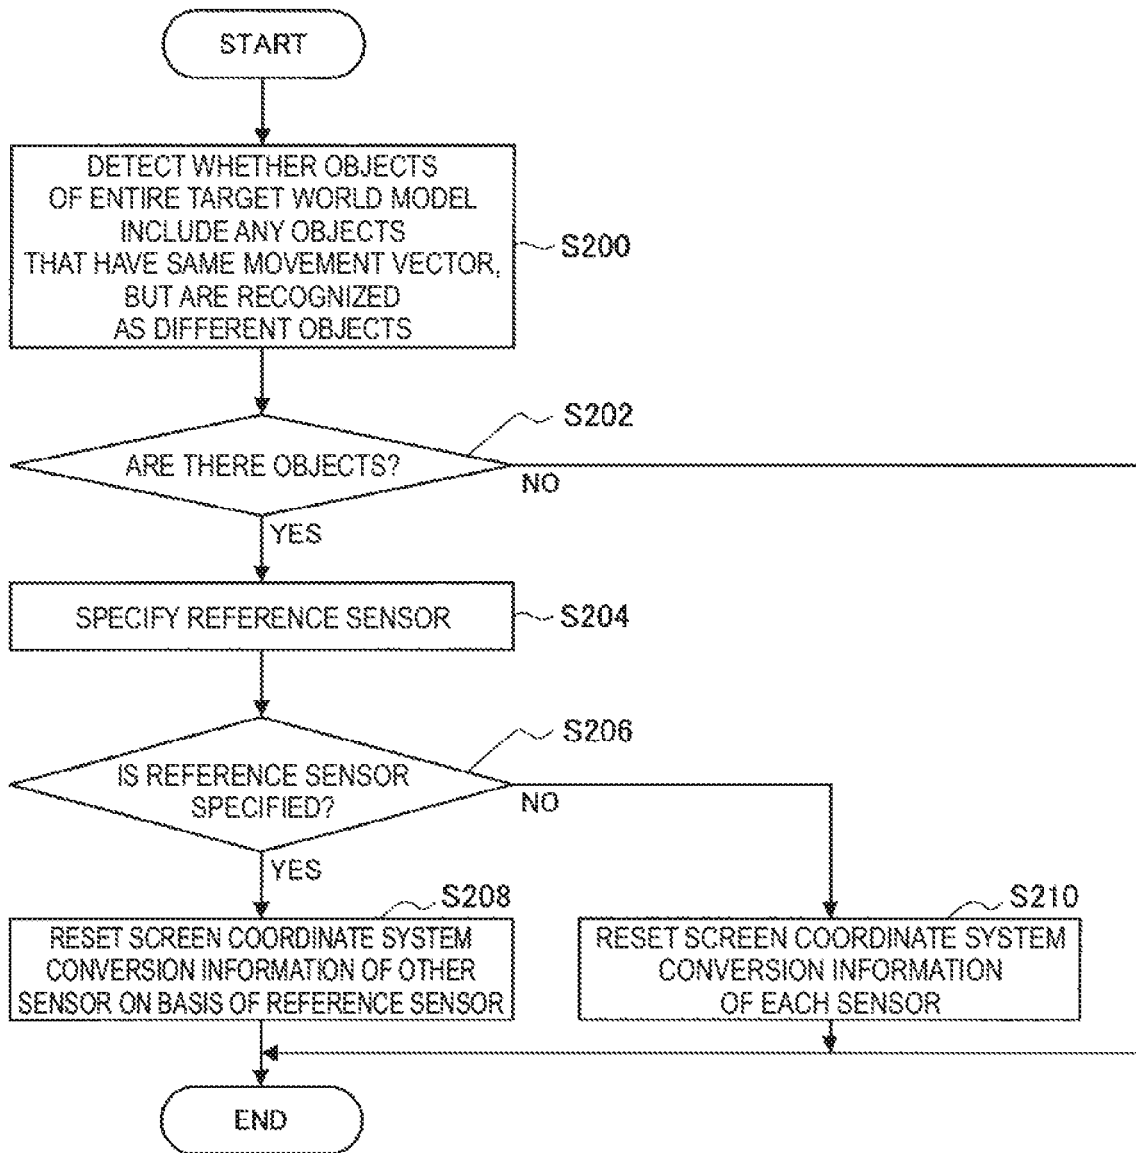 START
DETECT WHETHER OBJECTS
OF ENTIRE TARGET WORLD MODEL
INCLUDE ANY OBJECTS
THAT HAVE SAME MOVEMENT VECTOR,
BUT ARE RECOGNIZED
AS DIFFERENT OBJECTS
S200
S202
ARE THERE OBJECTS?
NO
YES
SPECIFY REFERENCE SENSOR
S204
S206
IS REFERENCE SENSOR
SPECIFIED?
NO
YES
S208
RESET SCREEN COORDINATE SYSTEM
CONVERSION INFORMATION OF OTHER
SENSOR ON BASIS OF REFERENCE SENSOR
S210
RESET SCREEN COORDINATE SYSTEM
CONVERSION INFORMATION
OF EACH SENSOR
END